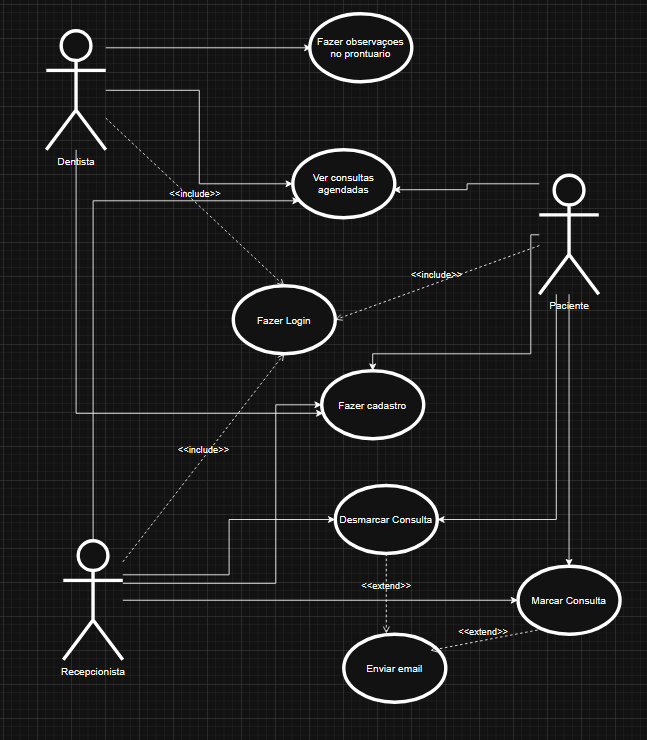 Fazer observaçoes
no prontuario
Dentista
Ver consultas
agendadas
<<include>>
<<include>>
Paciente
Fazer Login
Fazer cadastro
<<include>>
Desmarcar Consulta
<<extend>>
Marcar Consulta
<<extend>>
Enviar email
Recepcionista